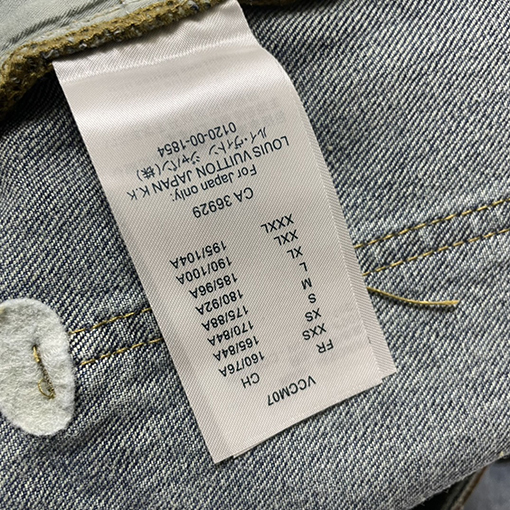 VCCM07
FR CH
XXS 160/76A
XS 165/84A
S 170/84A
M 175/88A
L 180/92A
XL 185/96A
XXL 190/100A
XXXL 195/104A
CA 36929
For Japan only:
LOUIS VUITTON JAPAN K.K
ルイ・ヴィトン ジャパン(株)
0120-00-1854